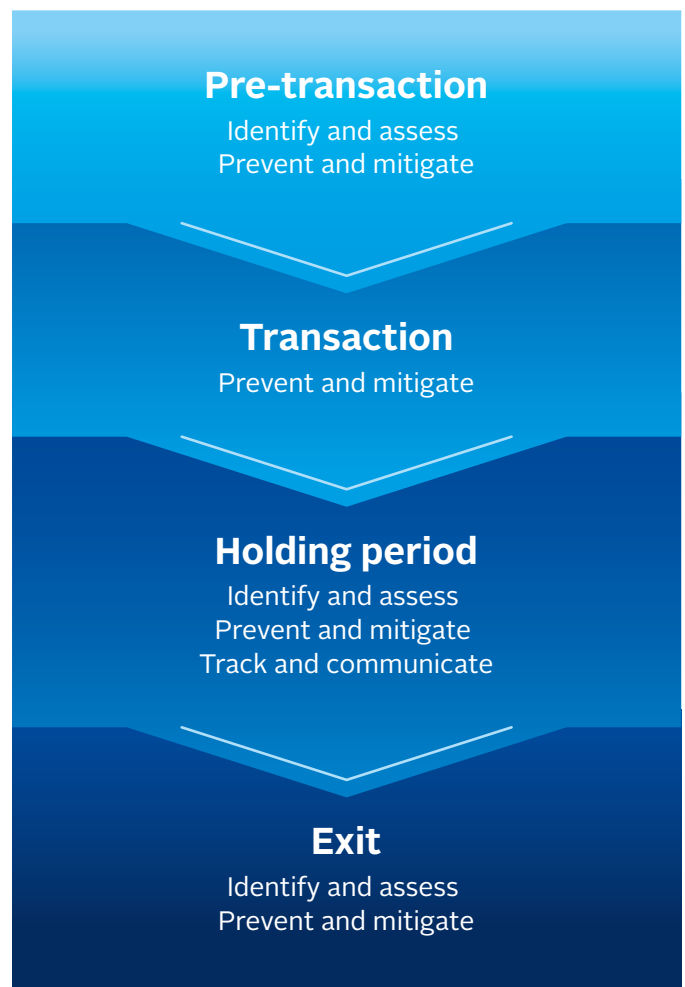 Pre-transaction
Identify and assess
Prevent and mitigate
Transaction
Prevent and mitigate
Holding period
Identify and assess
Prevent and mitigate
Track and communicate
Exit
Identify and assess
Prevent and mitigate